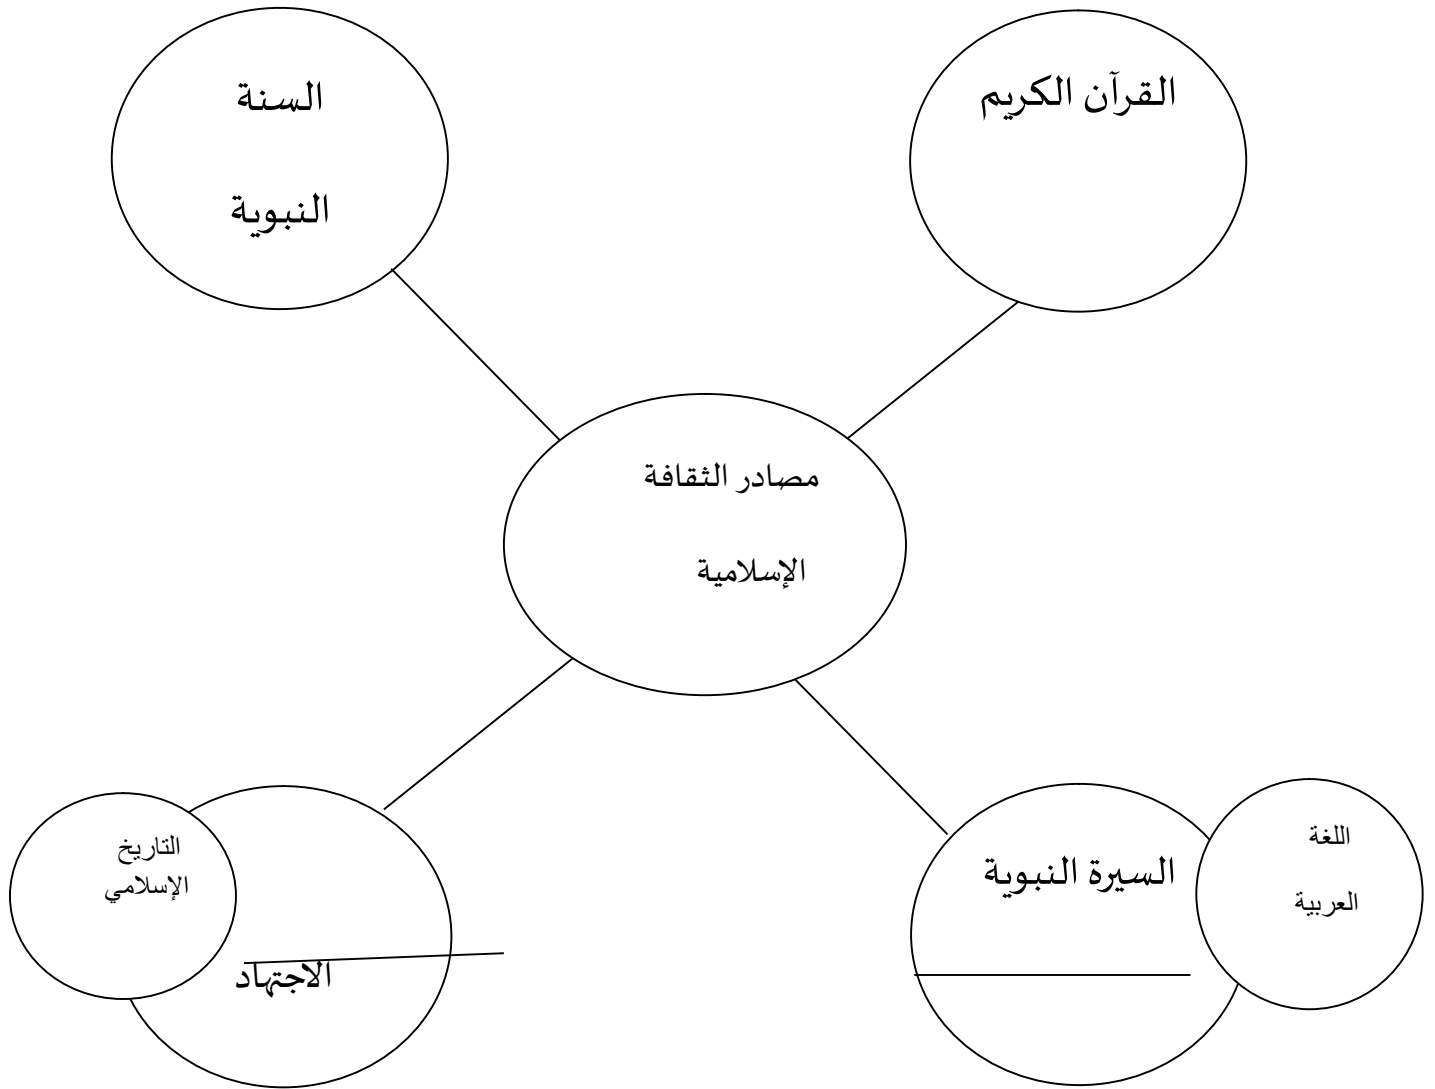 القرآن الكريم
السنة
النبوية
مصادر الثقافة
الإسلامية
السيرة النبوية
اللغة
العربية
التاريخ
الإسلامي
الاجتهاد